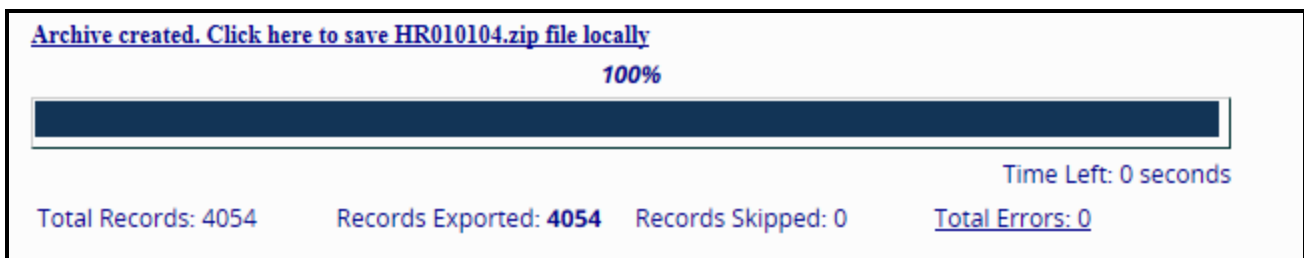 Archive created. Click here to save HR010104.zip file locally
100%
Time Left: 0 seconds
Total Records: 4054 Records Exported: 4054 Records Skipped: 0 Total Errors: 0